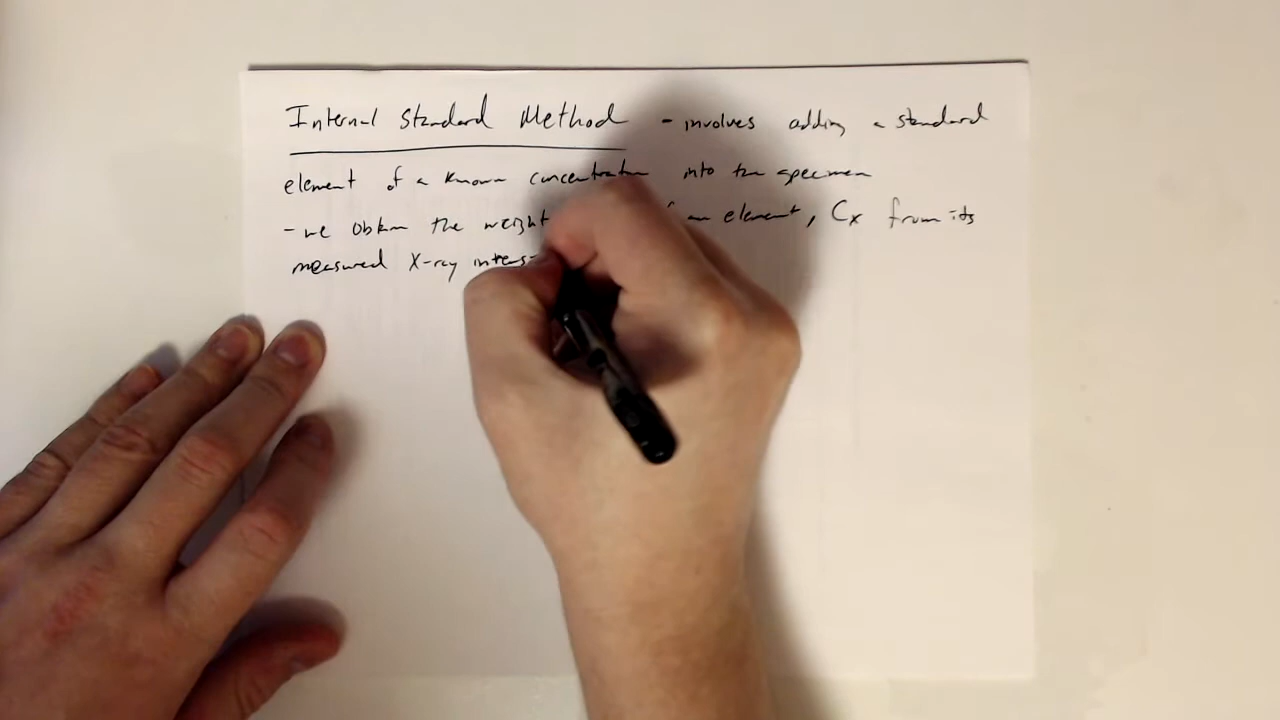 Internal Standard Method - involves adding a standard
element of a known concentration into the specimen
- we obtain the weight an element, Cx from its
measured X-ray intens